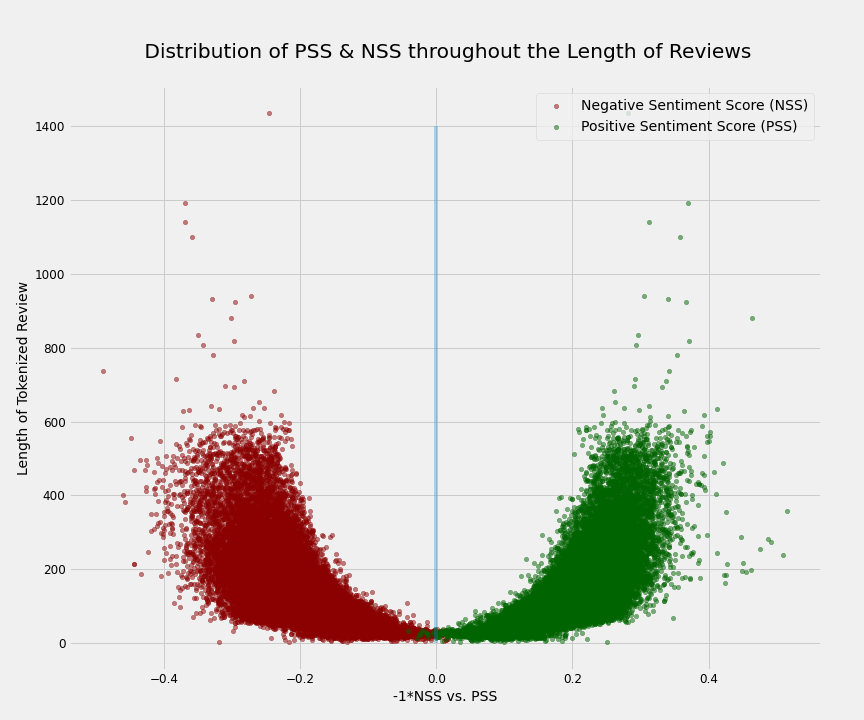 Distribution of PSS & NSS throughout the Length of Reviews
Negative Sentiment Score (NSS)
Positive Sentiment Score (PSS)
1400
1200
1000
800
600
400
200
0
Length of Tokenized Review
−0.4
−0.2
0.0
0.2
0.4
-1*NSS vs. PSS